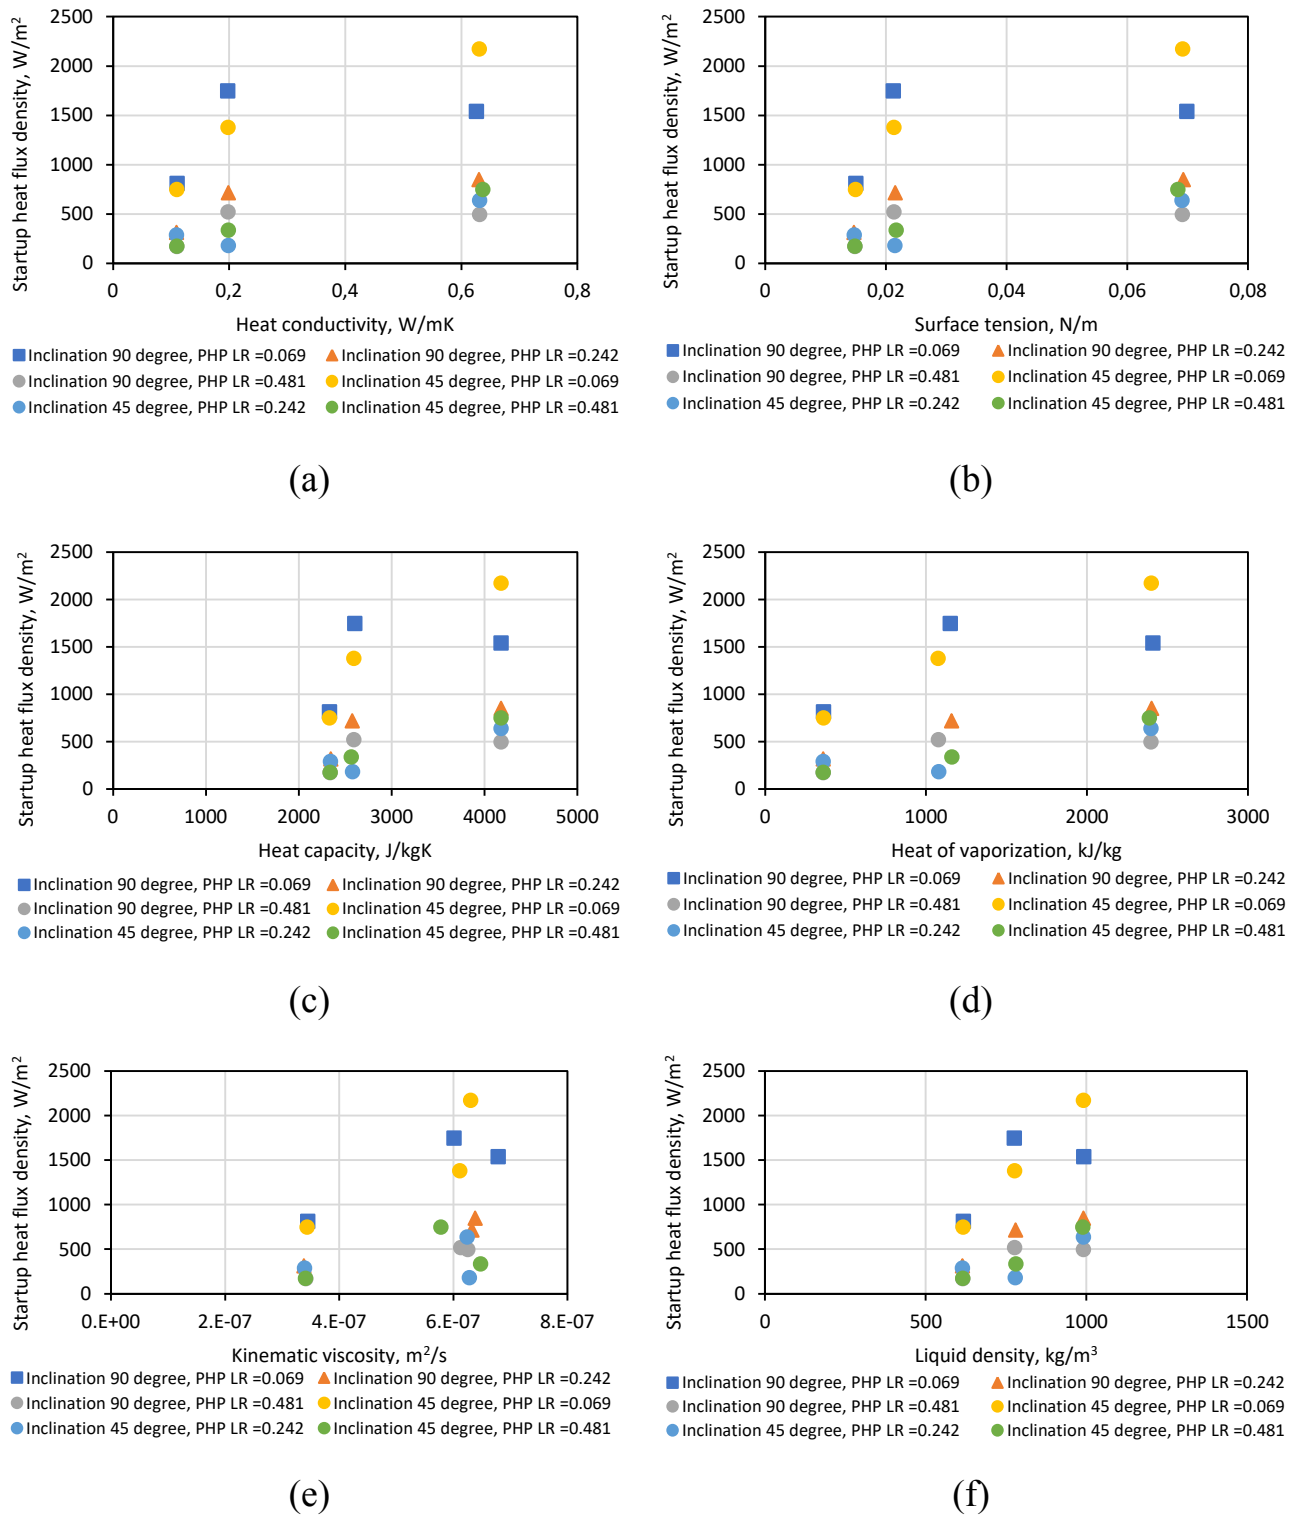 Startup heat flux density, W/m²
2500
2000
1500
1000
500
0
0 0,2 0,4 0,6 0,8
Heat conductivity, W/mK
Inclination 90 degree, PHP LR =0.069 Inclination 90 degree, PHP LR =0.242
Inclination 90 degree, PHP LR =0.481 Inclination 45 degree, PHP LR =0.069
Inclination 45 degree, PHP LR =0.242 Inclination 45 degree, PHP LR =0.481
(a)
Startup heat flux density, W/m²
2500
2000
1500
1000
500
0
0 0,02 0,04 0,06 0,08
Surface tension, N/m
Inclination 90 degree, PHP LR =0.069 Inclination 90 degree, PHP LR =0.242
Inclination 90 degree, PHP LR =0.481 Inclination 45 degree, PHP LR =0.069
Inclination 45 degree, PHP LR =0.242 Inclination 45 degree, PHP LR =0.481
(b)
Startup heat flux density, W/m²
2500
2000
1500
1000
500
0
0 1000 2000 3000 4000 5000
Heat capacity, J/kgK
Inclination 90 degree, PHP LR =0.069 Inclination 90 degree, PHP LR =0.242
Inclination 90 degree, PHP LR =0.481 Inclination 45 degree, PHP LR =0.069
Inclination 45 degree, PHP LR =0.242 Inclination 45 degree, PHP LR =0.481
(c)
Startup heat flux density, W/m²
2500
2000
1500
1000
500
0
0 1000 2000 3000
Heat of vaporization, kJ/kg
Inclination 90 degree, PHP LR =0.069 Inclination 90 degree, PHP LR =0.242
Inclination 90 degree, PHP LR =0.481 Inclination 45 degree, PHP LR =0.069
Inclination 45 degree, PHP LR =0.242 Inclination 45 degree, PHP LR =0.481
(d)
Startup heat flux density, W/m²
2500
2000
1500
1000
500
0
0.E+00 2.E-07 4.E-07 6.E-07 8.E-07
Kinematic viscosity, m²/s
Inclination 90 degree, PHP LR =0.069 Inclination 90 degree, PHP LR =0.242
Inclination 90 degree, PHP LR =0.481 Inclination 45 degree, PHP LR =0.069
Inclination 45 degree, PHP LR =0.242 Inclination 45 degree, PHP LR =0.481
(e)
Startup heat flux density, W/m²
2500
2000
1500
1000
500
0
0 500 1000 1500
Liquid density, kg/m³
Inclination 90 degree, PHP LR =0.069 Inclination 90 degree, PHP LR =0.242
Inclination 90 degree, PHP LR =0.481 Inclination 45 degree, PHP LR =0.069
Inclination 45 degree, PHP LR =0.242 Inclination 45 degree, PHP LR =0.481
(f)